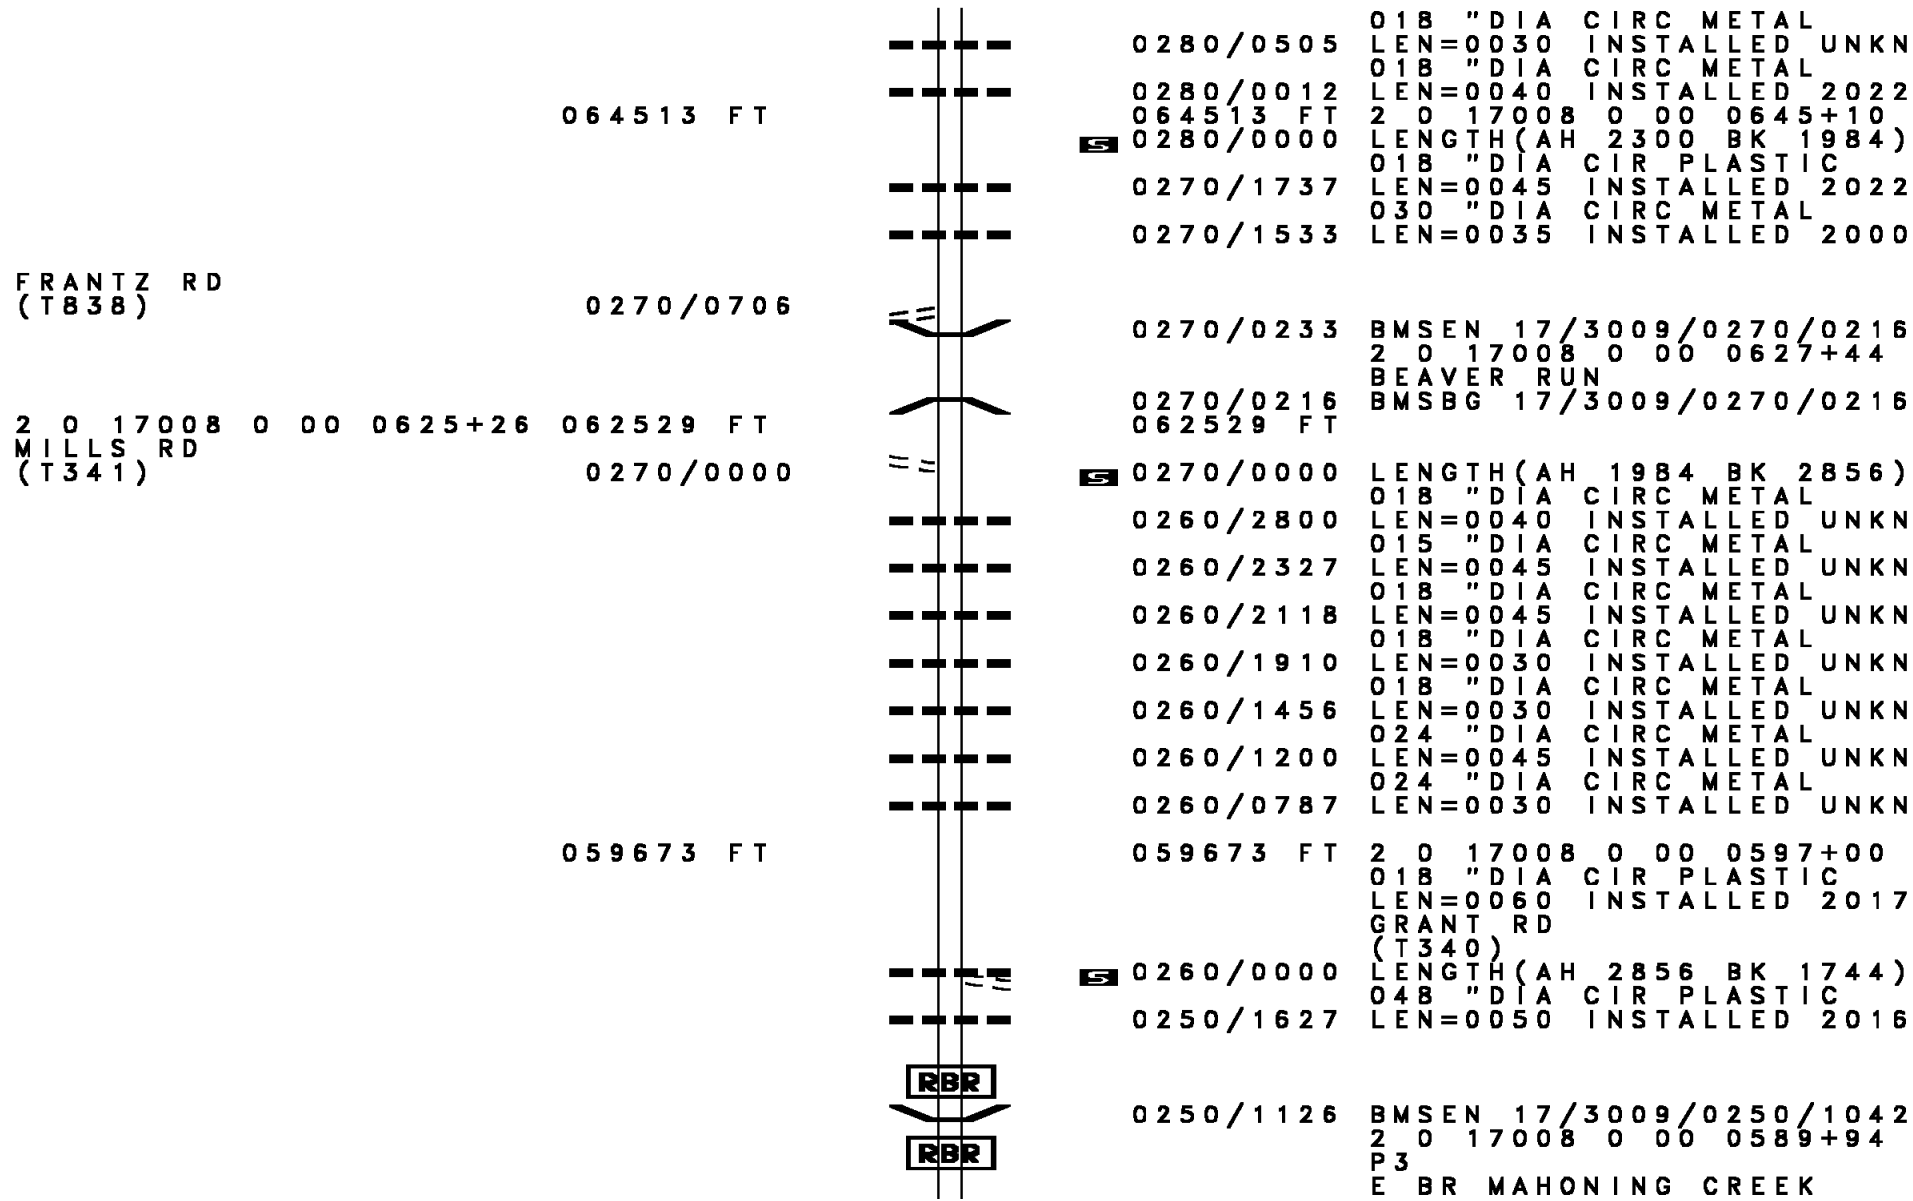 018 "DIA CIRC METAL
0280/0505 LEN=0030 INSTALLED UNKN
018 "DIA CIRC METAL
0280/0012 LEN=0040 INSTALLED 2022
064513 FT 064513 FT 2 0 17008 0 00 0645+10
S 0280/0000 LENGTH(AH 2300 BK 1984)
018 "DIA CIR PLASTIC
0270/1737 LEN=0045 INSTALLED 2022
030 "DIA CIRC METAL
0270/1533 LEN=0035 INSTALLED 2000
FRANTZ RD
(T838) 0270/0706
0270/0233 BMSEN 17/3009/0270/0216
2 0 17008 0 00 0627+44
BEAVER RUN
0270/0216 BMSBG 17/3009/0270/0216
2 0 17008 0 00 0625+26 062529 FT 062529 FT
MILLS RD
(T341) 0270/0000 S 0270/0000 LENGTH(AH 1984 BK 2856)
018 "DIA CIRC METAL
0260/2800 LEN=0040 INSTALLED UNKN
015 "DIA CIRC METAL
0260/2327 LEN=0045 INSTALLED UNKN
018 "DIA CIRC METAL
0260/2118 LEN=0045 INSTALLED UNKN
018 "DIA CIRC METAL
0260/1910 LEN=0030 INSTALLED UNKN
018 "DIA CIRC METAL
0260/1456 LEN=0030 INSTALLED UNKN
024 "DIA CIRC METAL
0260/1200 LEN=0045 INSTALLED UNKN
024 "DIA CIRC METAL
0260/0787 LEN=0030 INSTALLED UNKN
059673 FT 059673 FT 2 0 17008 0 00 0597+00
018 "DIA CIR PLASTIC
LEN=0060 INSTALLED 2017
GRANT RD
(T340)
S 0260/0000 LENGTH(AH 2856 BK 1744)
048 "DIA CIR PLASTIC
0250/1627 LEN=0050 INSTALLED 2016
RBR
0250/1126 BMSEN 17/3009/0250/1042
2 0 17008 0 00 0589+94
RBR
P3
E BR MAHONING CREEK